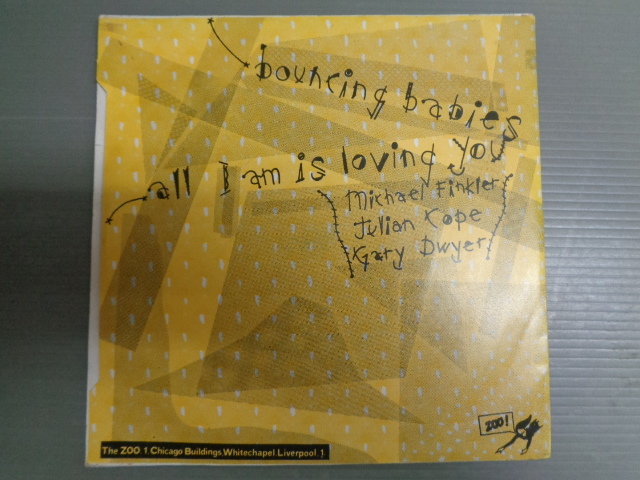 bouncing babies
all I am is loving you
Michael Finkler
Julian Kope
Gary Dwyer
ZOO!
The ZOO 1 Chicago Buildings Whitechapel Liverpool 1